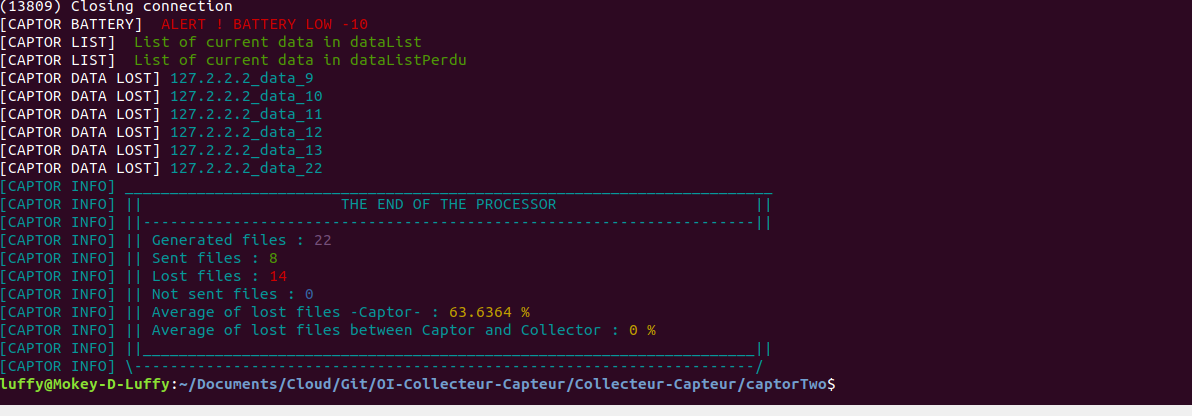 (13809) Closing connection
[CAPTOR BATTERY]  ALERT ! BATTERY LOW -10
[CAPTOR LIST]  List of current data in dataList
[CAPTOR LIST]  List of current data in dataListPerdu
[CAPTOR DATA LOST] 127.2.2.2_data_9
[CAPTOR DATA LOST] 127.2.2.2_data_10
[CAPTOR DATA LOST] 127.2.2.2_data_11
[CAPTOR DATA LOST] 127.2.2.2_data_12
[CAPTOR DATA LOST] 127.2.2.2_data_13
[CAPTOR DATA LOST] 127.2.2.2_data_22
[CAPTOR INFO] ________________________________________________________________________
[CAPTOR INFO] ||                      THE END OF THE PROCESSOR                      ||
[CAPTOR INFO] ||--------------------------------------------------------------------||
[CAPTOR INFO] || Generated files : 22
[CAPTOR INFO] || Sent files : 8
[CAPTOR INFO] || Lost files : 14
[CAPTOR INFO] || Not sent files : 0
[CAPTOR INFO] || Average of lost files -Captor- : 63.6364 %
[CAPTOR INFO] || Average of lost files between Captor and Collector : 0 %
[CAPTOR INFO] ||____________________________________________________________________||
[CAPTOR INFO] \---------------------------------------------------------------------/
luffy@Mokey-D-Luffy:~/Documents/Cloud/Git/OI-Collecteur-Capteur/Collecteur-Capteur/captorTwo$